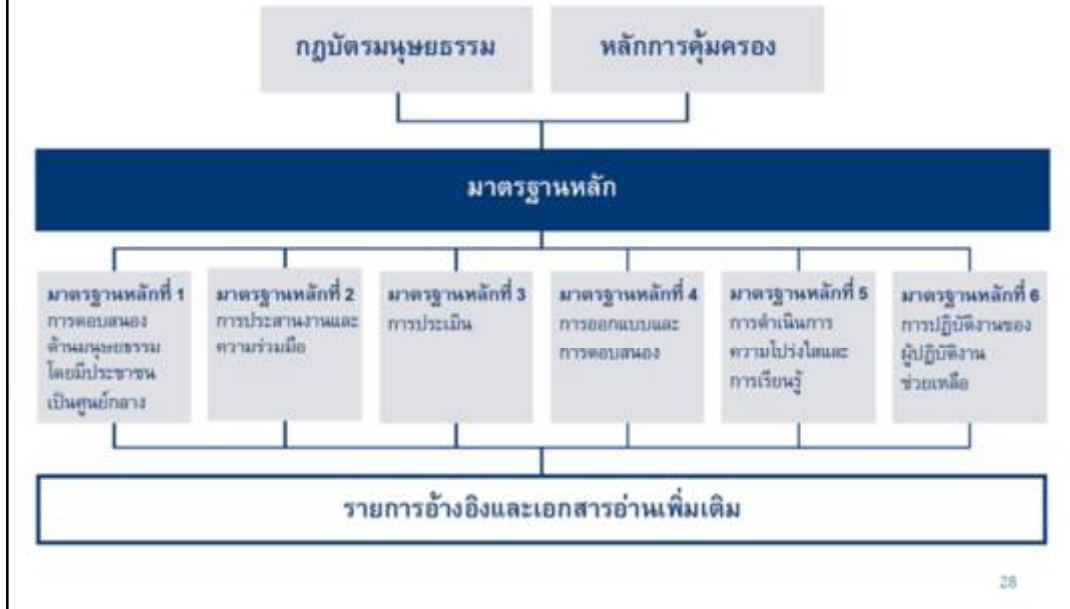 กฎบัตรมนุษยธรรม
หลักการคุ้มครอง
มาตรฐานหลัก
มาตรฐานหลักที่ 1
การตอบสนอง
ด้านมนุษยธรรม
โดยมีประชาชน
เป็นศูนย์กลาง
มาตรฐานหลักที่ 2
การประสานงานและ
ความร่วมมือ
มาตรฐานหลักที่ 3
การประเมิน
มาตรฐานหลักที่ 4
การออกแบบและ
การตอบสนอง
มาตรฐานหลักที่ 5
การดำเนินการ
ความโปร่งใสและ
การเรียนรู้
มาตรฐานหลักที่ 6
การปฏิบัติงานของ
ผู้ปฏิบัติงาน
ช่วยเหลือ
รายการอ้างอิงและเอกสารอ่านเพิ่มเติม
28